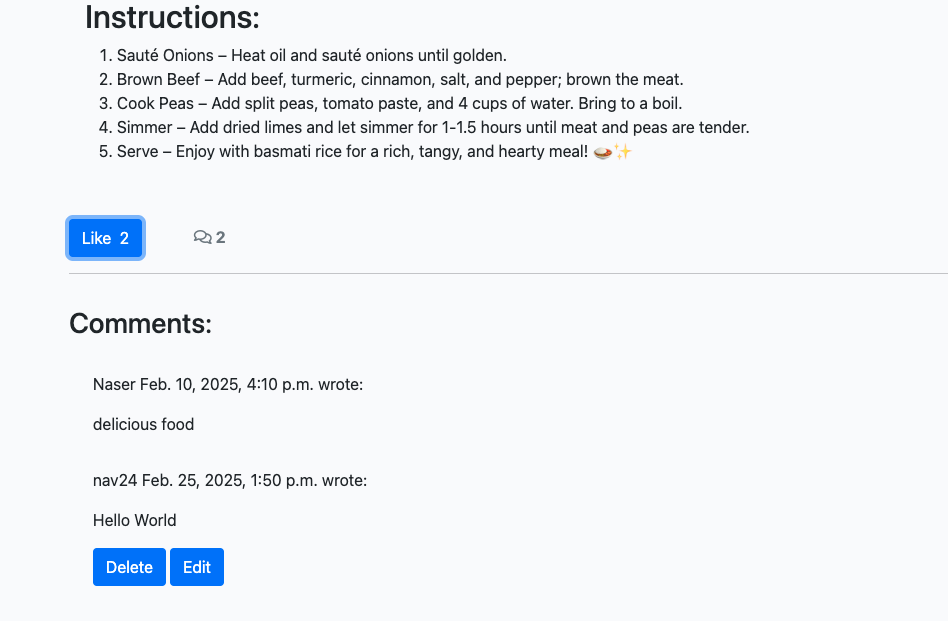 Instructions:
1. Sauté Onions – Heat oil and sauté onions until golden.
2. Brown Beef – Add beef, turmeric, cinnamon, salt, and pepper; brown the meat.
3. Cook Peas – Add split peas, tomato paste, and 4 cups of water. Bring to a boil.
4. Simmer – Add dried limes and let simmer for 1-1.5 hours until meat and peas are tender.
5. Serve – Enjoy with basmati rice for a rich, tangy, and hearty meal! 🍛✨
Like 2
2
Comments:
Naser Feb. 10, 2025, 4:10 p.m. wrote:
delicious food
nav24 Feb. 25, 2025, 1:50 p.m. wrote:
Hello World
Delete Edit